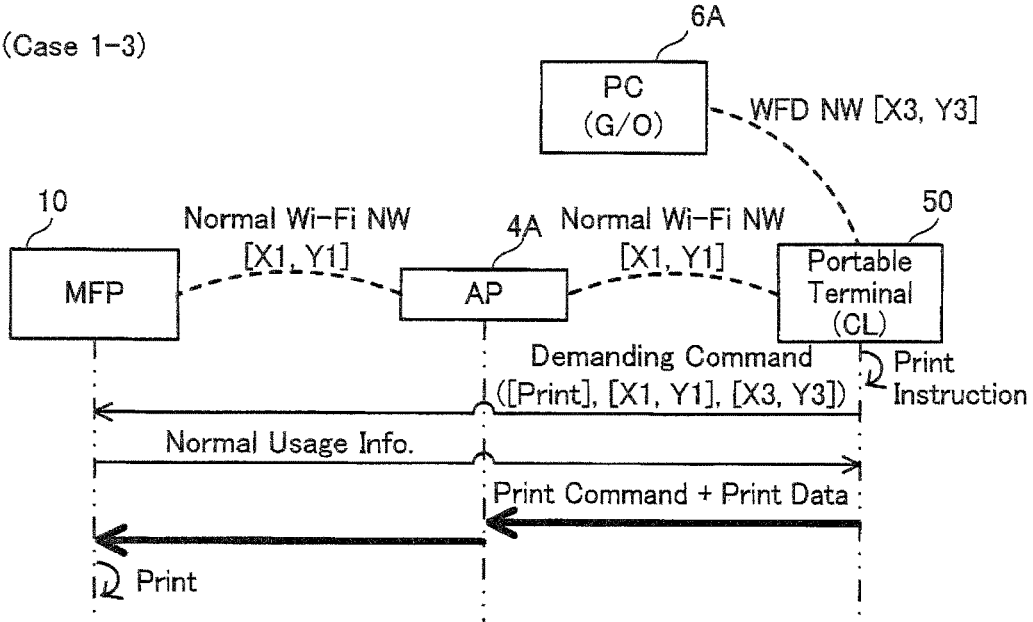 (Case 1-3)
6A
PC
(G/O)
WFD NW [X3, Y3]
10
Normal Wi-Fi NW
[X1, Y1]
4A
Normal Wi-Fi NW
[X1, Y1]
50
MFP
AP
Portable
Terminal
(CL)
Demanding Command
([Print], [X1, Y1], [X3, Y3])
Print
Instruction
Normal Usage Info.
Print Command + Print Data
Print